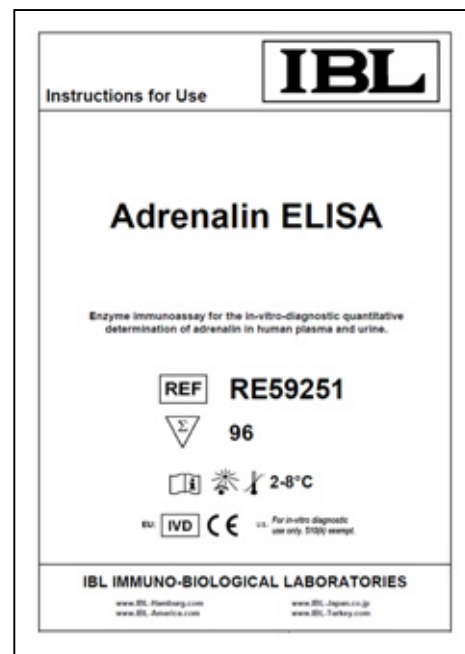 IBL
Instructions for Use
Adrenalin ELISA
Enzyme immunoassay for the in-vitro-diagnostic quantitative
determination of adrenalin in human plasma and urine.
REF RE59251
Σ 96
i 2-8°C
EU: IVD CE U.S. For in-vitro diagnostic
use only. 510(k) exempt.
IBL IMMUNO-BIOLOGICAL LABORATORIES
www.IBL-Hamburg.com www.IBL-Japan.co.jp
www.IBL-America.com www.IBL-Turkey.com